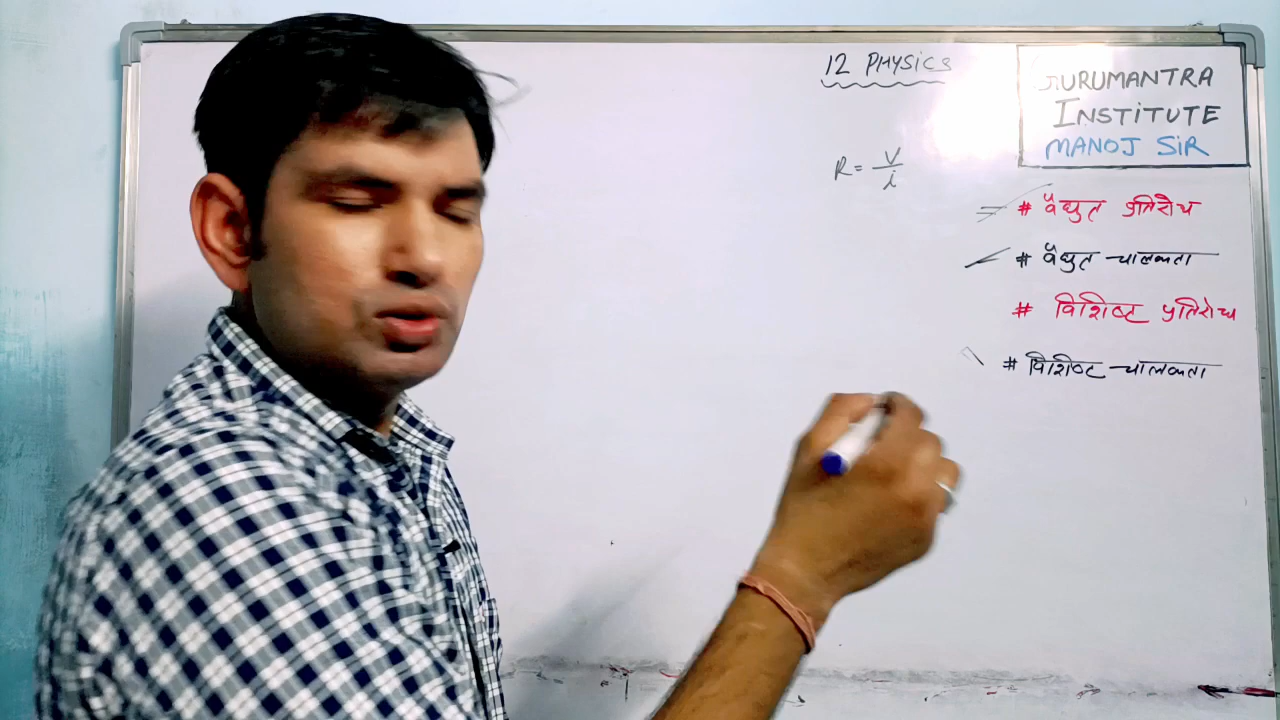 12 PHYSICS
GURUMANTRA
INSTITUTE
MANOJ SIR
R = V/i
# वैद्युत प्रतिरोध
# वैद्युत चालकता
# विशिष्ट प्रतिरोध
# विशिष्ट चालकता